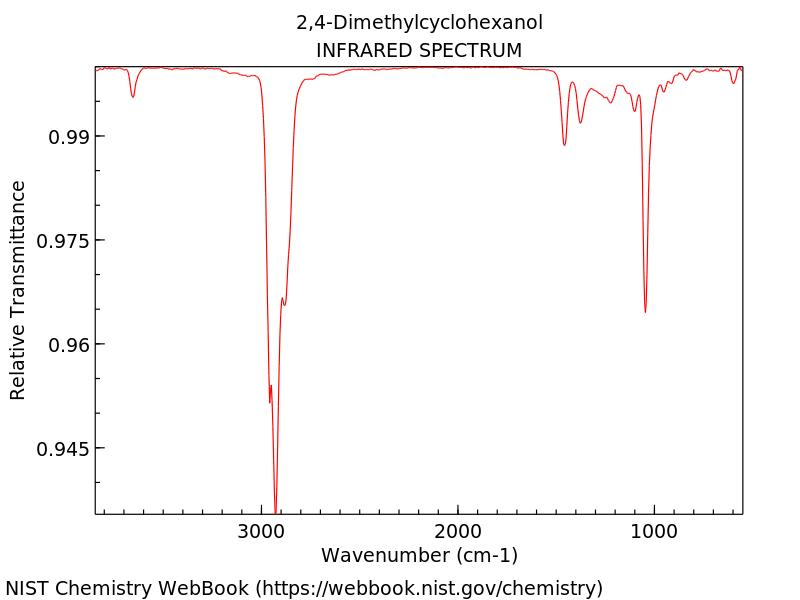 2,4-Dimethylcyclohexanol
INFRARED SPECTRUM
0.99
0.975
0.96
0.945
Relative Transmittance
3000 2000 1000
Wavenumber (cm-1)
NIST Chemistry WebBook (https://webbook.nist.gov/chemistry)